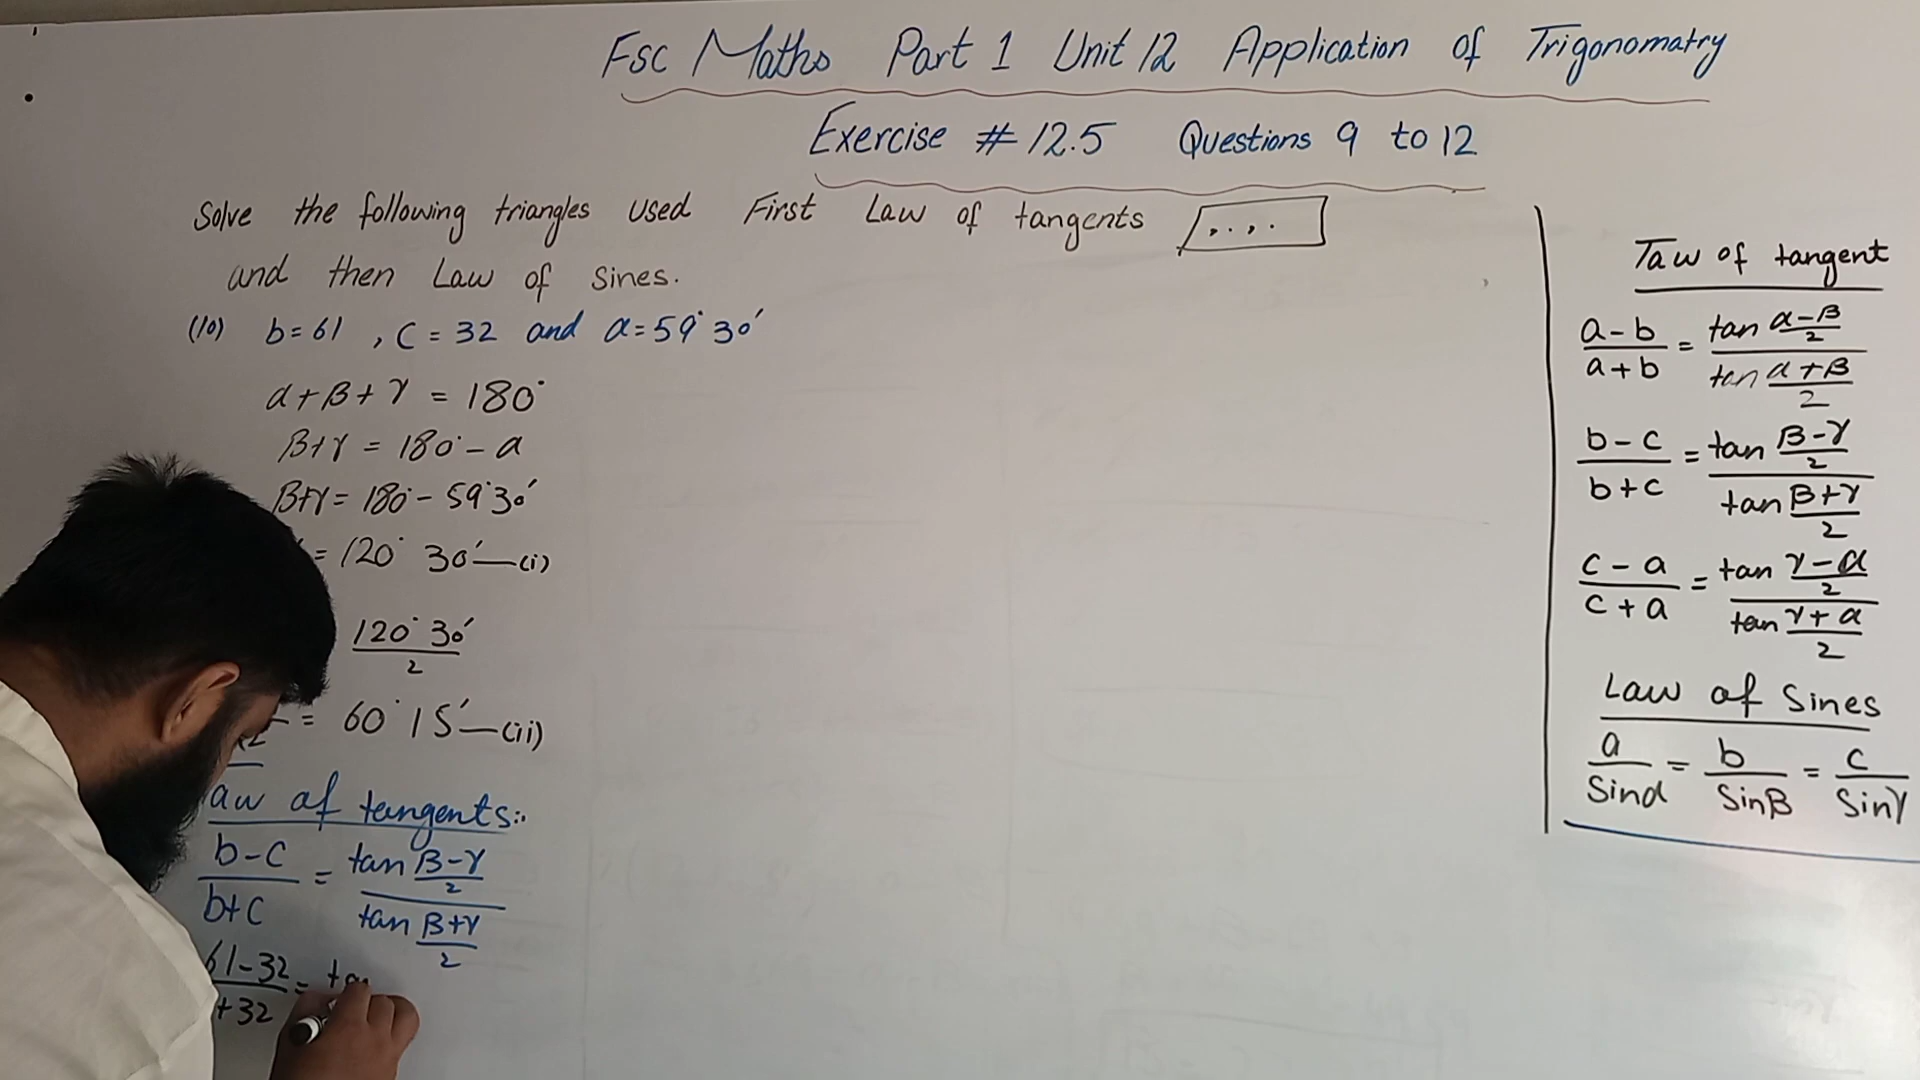 Fsc Maths Part 1 Unit 12 Application of Trigonomatry
Exercise # 12.5 Questions 9 to 12
Solve the following triangles used First Law of tangents
and then Law of Sines.
(10) b=61 , C=32 and α=59°30′
α+β+γ = 180°
β+γ = 180°-α
β+γ = 180°-59°30′
= 120° 30′—(i)
120° 30′
2
= 60° 15′—(ii)
aw of tangents:.
b-c / b+c = tan β-γ/2 / tan β+γ/2
61-32 / +32 =
Taw of tangent
a-b / a+b = tan α-β/2 / tan α+β/2
b-c / b+c = tan β-γ/2 / tan β+γ/2
c-a / c+a = tan γ-α/2 / tan γ+α/2
Law of Sines
a / Sinα = b / Sinβ = c / Sinγ